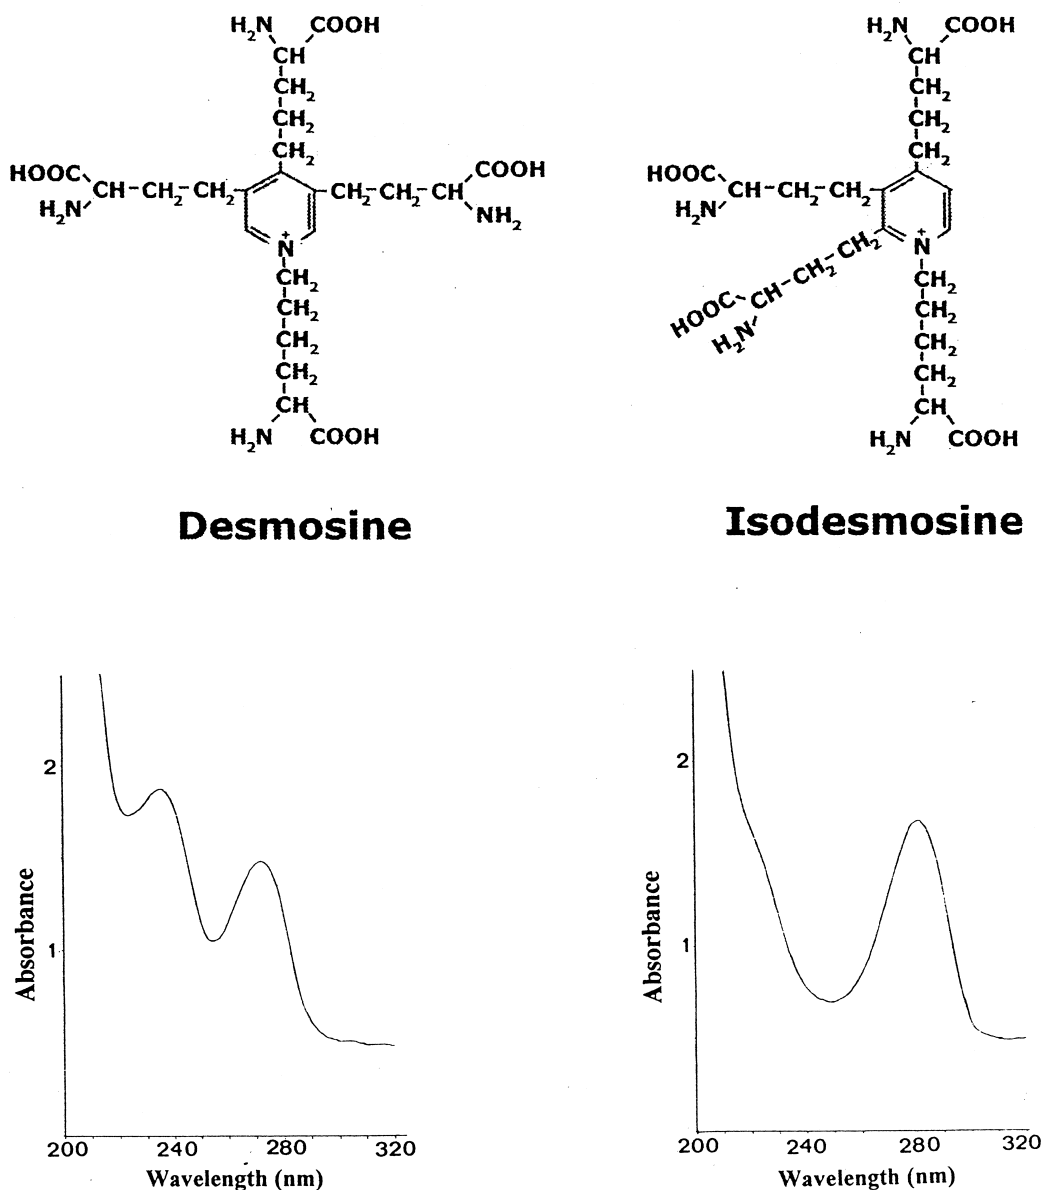 H2N COOH
CH
CH2
CH2
CH2
HOOC
CH-CH2-CH2
H2N
CH2-CH2-CH
COOH
NH2
+
N
CH2
CH2
CH2
CH2
CH
H2N COOH
Desmosine
H2N COOH
CH
CH2
CH2
CH2
HOOC
CH-CH2-CH2
H2N
HOOC
CH-CH2-CH2
H2N
+
N
CH2
CH2
CH2
CH2
CH
H2N COOH
Isodesmosine
2
1
Absorbance
200 240 280 320
Wavelength (nm)
2
1
Absorbance
200 240 280 320
Wavelength (nm)